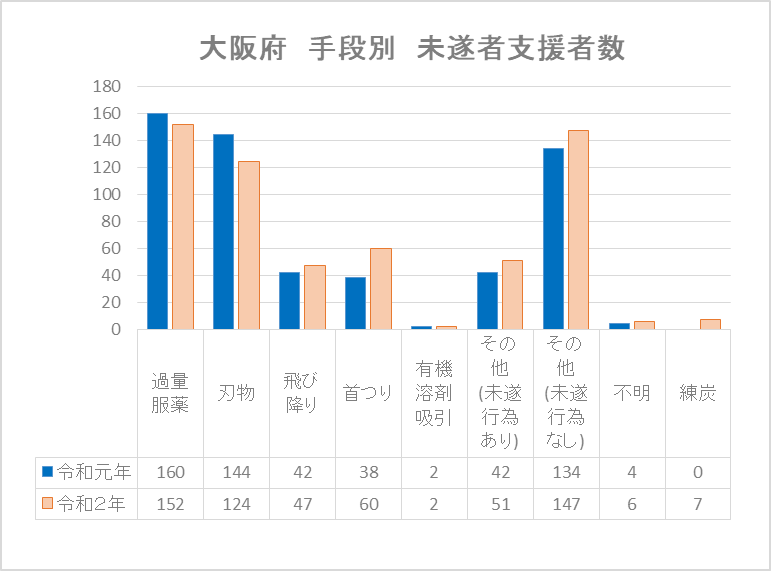 大阪府　手段別　未遂者支援者数
180
160
140
120
100
80
60
40
20
0
過量
服薬
刃物
飛び
降り
首つり
有機
溶剤
吸引
その
他
(未遂
行為
あり)
その
他
(未遂
行為
なし)
不明
練炭
令和元年 160 144 42 38 2 42 134 4 0
令和２年 152 124 47 60 2 51 147 6 7